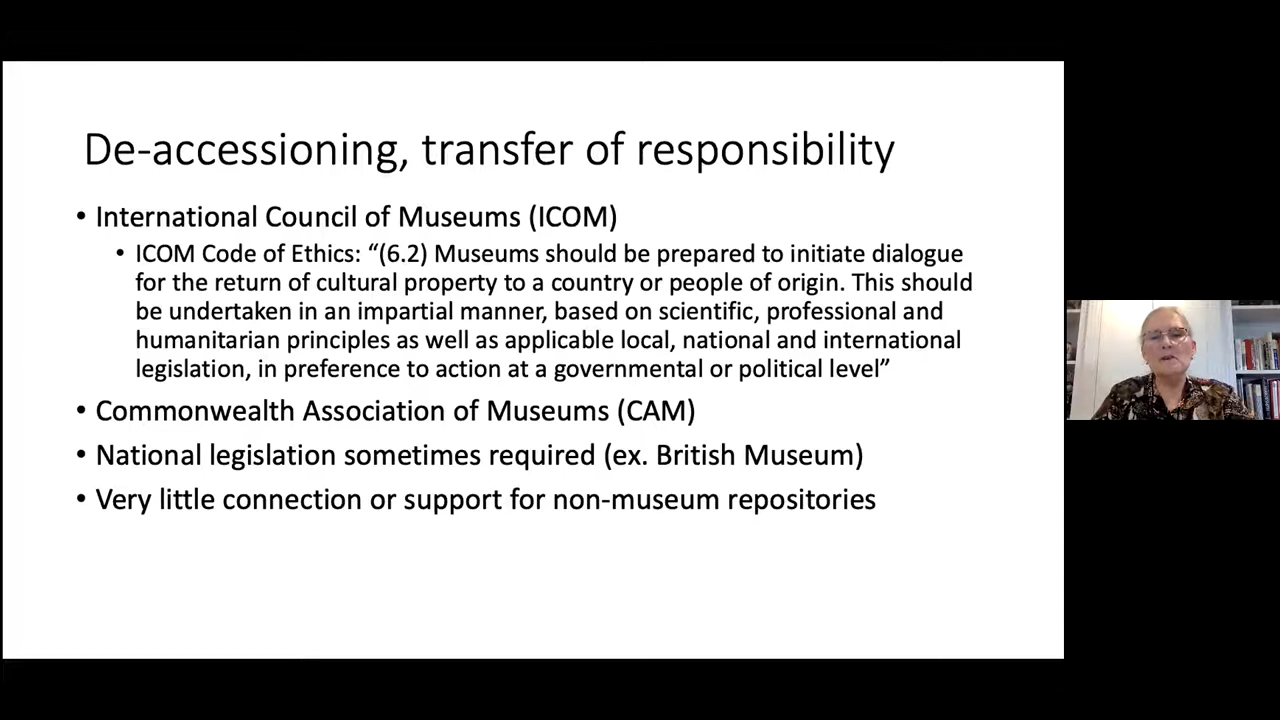 De-accessioning, transfer of responsibility
• International Council of Museums (ICOM)
• ICOM Code of Ethics: “(6.2) Museums should be prepared to initiate dialogue
for the return of cultural property to a country or people of origin. This should
be undertaken in an impartial manner, based on scientific, professional and
humanitarian principles as well as applicable local, national and international
legislation, in preference to action at a governmental or political level”
• Commonwealth Association of Museums (CAM)
• National legislation sometimes required (ex. British Museum)
• Very little connection or support for non-museum repositories